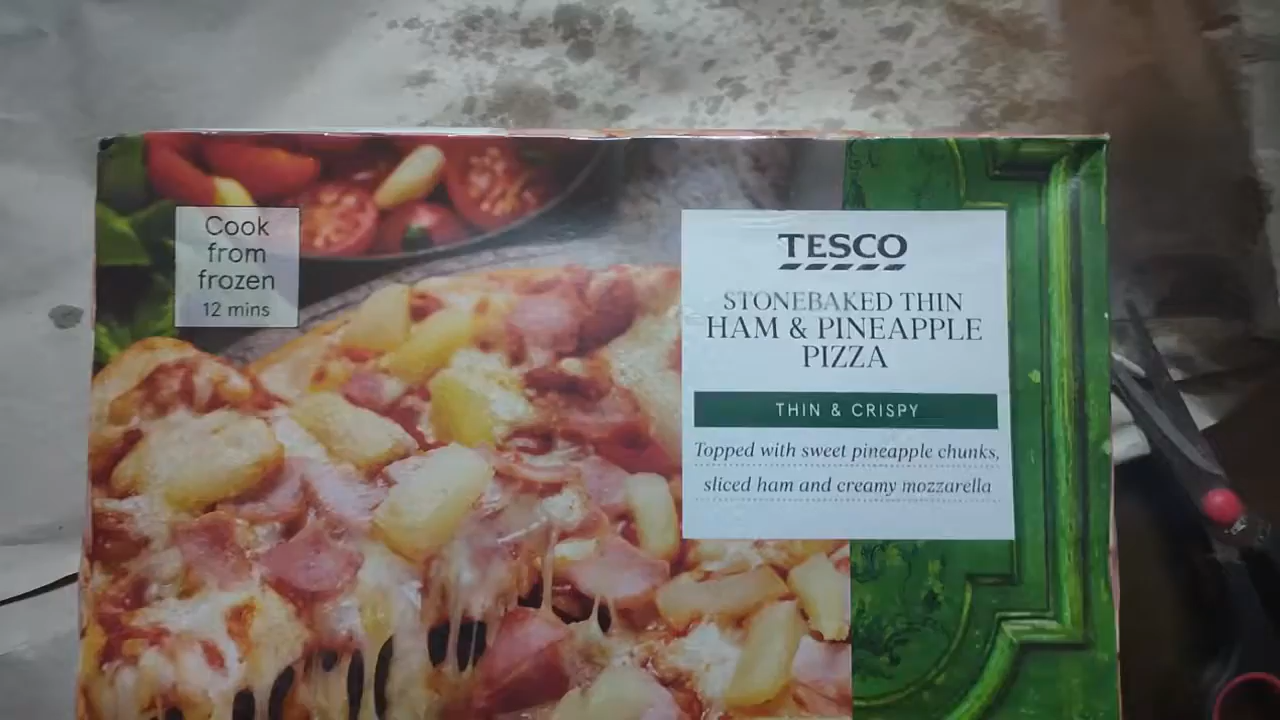 Cook
from
frozen
12 mins
TESCO
STONEBAKED THIN
HAM & PINEAPPLE
PIZZA
THIN & CRISPY
Topped with sweet pineapple chunks,
sliced ham and creamy mozzarella